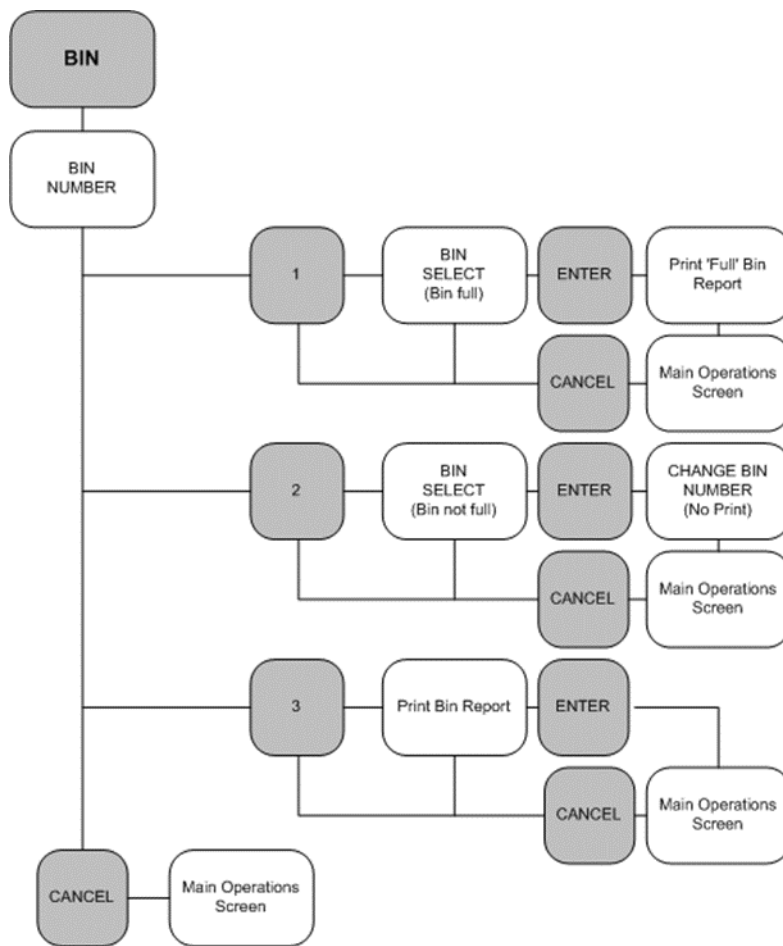 BIN
BIN
NUMBER
1
BIN
SELECT
(Bin full)
ENTER
Print 'Full' Bin
Report
CANCEL
Main Operations
Screen
2
BIN
SELECT
(Bin not full)
ENTER
CHANGE BIN
NUMBER
(No Print)
CANCEL
Main Operations
Screen
3
Print Bin Report
ENTER
CANCEL
Main Operations
Screen
CANCEL
Main Operations
Screen